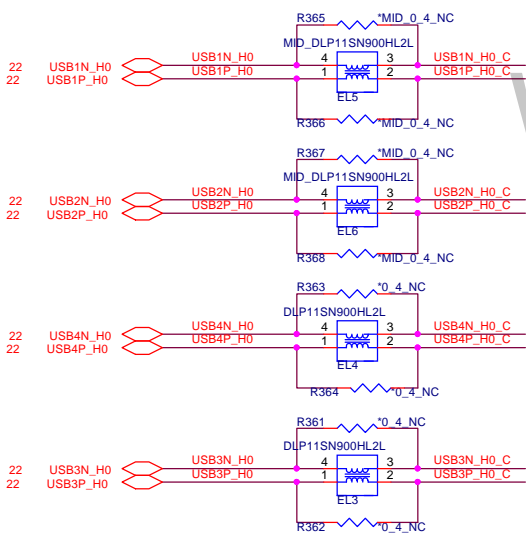 R365 *MID_0_4_NC
MID_DLP11SN900HL2L
22 USB1N_H0 USB1N_H0 4 3 USB1N_H0_C
22 USB1P_H0 USB1P_H0 1 2 USB1P_H0_C
EL5
R366 *MID_0_4_NC
R367 *MID_0_4_NC
MID_DLP11SN900HL2L
22 USB2N_H0 USB2N_H0 4 3 USB2N_H0_C
22 USB2P_H0 USB2P_H0 1 2 USB2P_H0_C
EL6
R368 *MID_0_4_NC
R363 *0_4_NC
DLP11SN900HL2L
22 USB4N_H0 USB4N_H0 4 3 USB4N_H0_C
22 USB4P_H0 USB4P_H0 1 2 USB4P_H0_C
EL4
R364 *0_4_NC
R361 *0_4_NC
DLP11SN900HL2L
22 USB3N_H0 USB3N_H0 4 3 USB3N_H0_C
22 USB3P_H0 USB3P_H0 1 2 USB3P_H0_C
EL3
R362 *0_4_NC